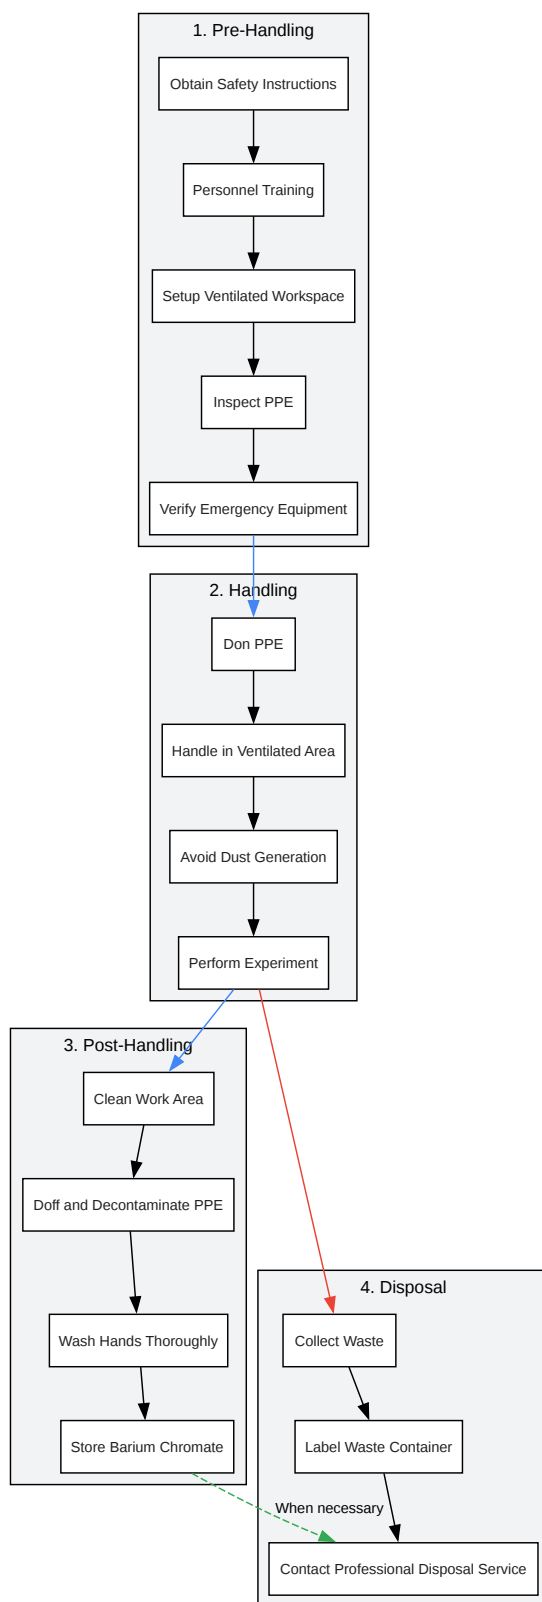 1. Pre-Handling
Obtain Safety Instructions
Personnel Training
Setup Ventilated Workspace
Inspect PPE
Verify Emergency Equipment
2. Handling
Don PPE
Handle in Ventilated Area
Avoid Dust Generation
Perform Experiment
3. Post-Handling
Clean Work Area
Doff and Decontaminate PPE
Wash Hands Thoroughly
Store Barium Chromate
4. Disposal
Collect Waste
Label Waste Container
When necessary
Contact Professional Disposal Service